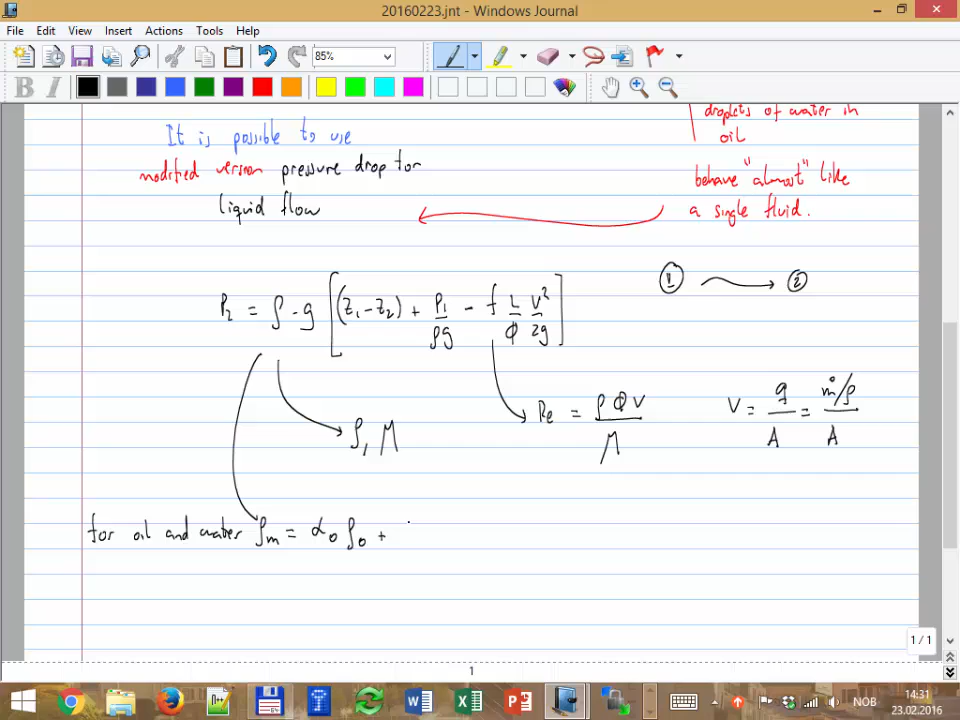 20160223.jnt - Windows Journal
File Edit View Insert Actions Tools Help
85%
B I
droplets of water in
oil
behave "almost" like
a single fluid.
It is possible to use
modified version pressure drop for
liquid flow
① ②
P₂ = ρ · g [(Z₁ - Z₂) + P₁/ρg - f L/Φ V²/2g]
Re = ρ Φ V / μ
V = q/A = ṁ/ρ / A
ρ, μ
for oil and water ρm = α₀ ρ₀ +
1 / 1
1
NOB
14:31
23.02.2016